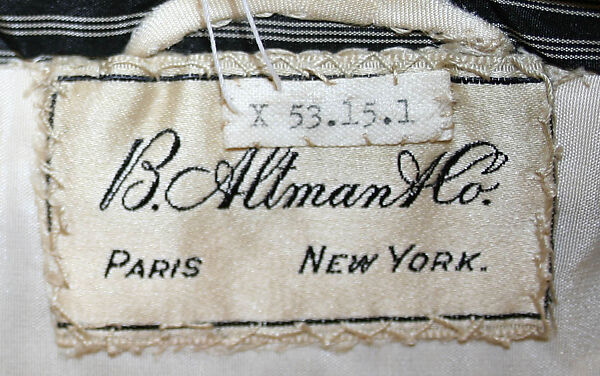 X 53.15.1
B. Altman & Co.
PARIS NEW YORK.